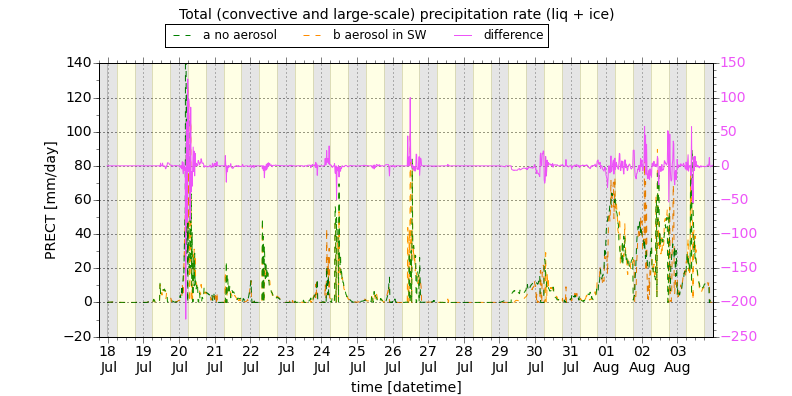 Total (convective and large-scale) precipitation rate (liq + ice)
a no aerosol b aerosol in SW difference
140 150
120 100
100 50
80 0
60 −50
40 −100
20 −150
0 −200
−20 −250
PRECT [mm/day]
18 19 20 21 22 23 24 25 26 27 28 29 30 31 01 02 03
Jul Jul Jul Jul Jul Jul Jul Jul Jul Jul Jul Jul Jul Jul Aug Aug Aug
time [datetime]